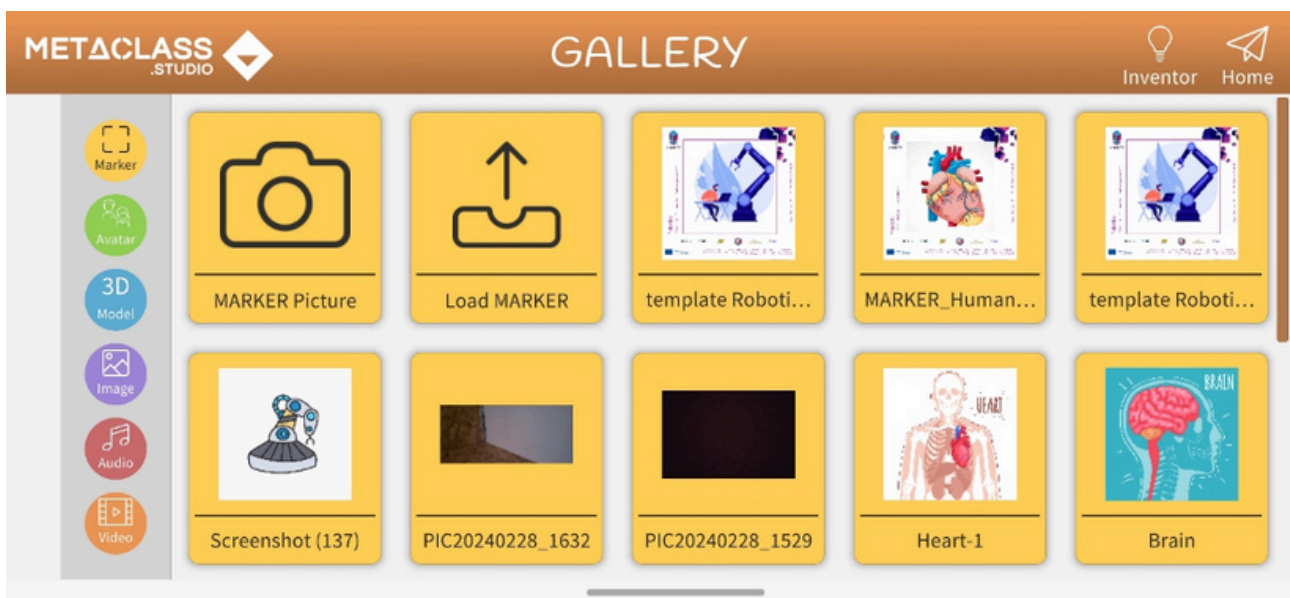 METΔCLASS
.STUDIO
GALLERY
Inventor
Home
Marker
Avatar
3D
Model
Image
Audio
Video
MARKER Picture
Load MARKER
template Roboti...
MARKER_Human...
template Roboti...
Screenshot (137)
PIC20240228_1632
PIC20240228_1529
HEART
Heart-1
BRAIN
Brain